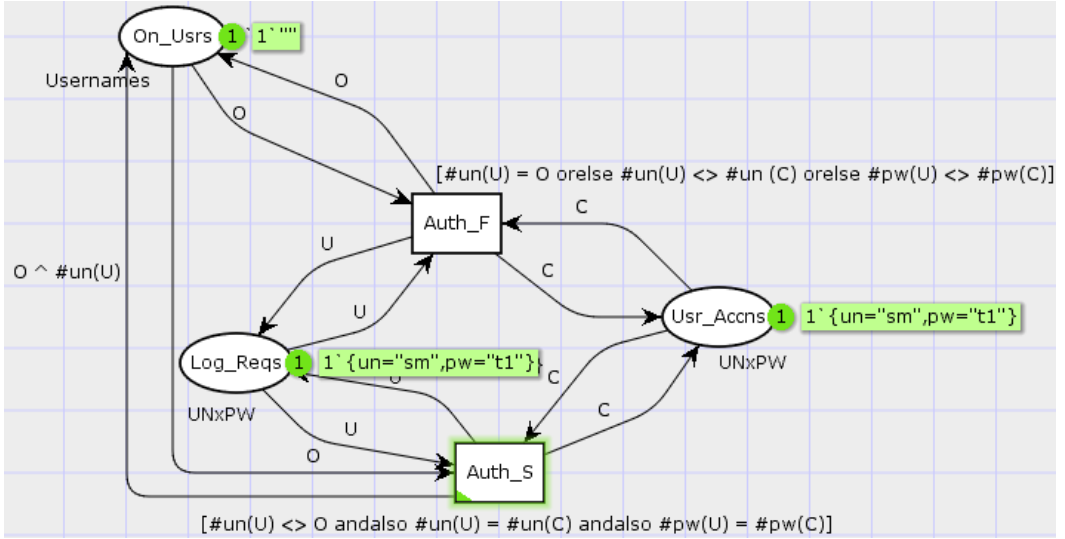 On_Usrs
1
1`""
Usernames
O
O
[#un(U) = O orelse #un(U) <> #un (C) orelse #pw(U) <> #pw(C)]
Auth_F
C
U
O ^ #un(U)
C
U
Usr_Accns
1
1`{un="sm",pw="t1"}
Log_Reqs
1
1`{un="sm",pw="t1"}
UNxPW
C
UNxPW
C
U
O
Auth_S
[#un(U) <> O andalso #un(U) = #un(C) andalso #pw(U) = #pw(C)]